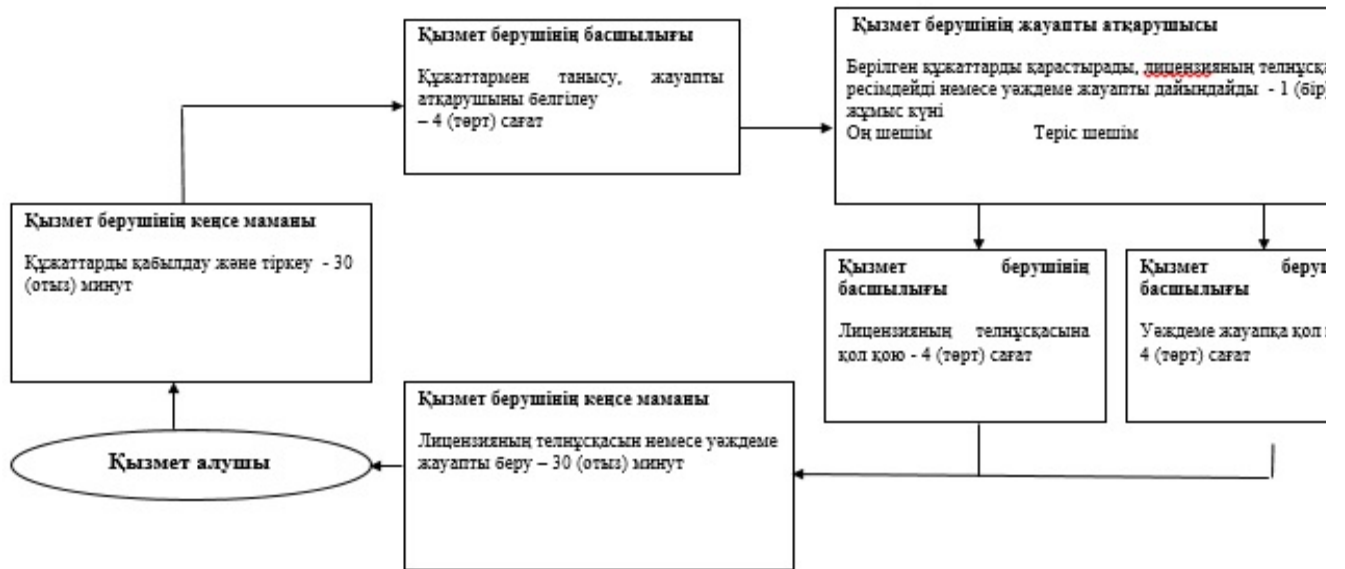 Қызмет берушінің басшылығы
Құжаттармен танысу, жауапты
атқарушыны белгілеу
– 4 (төрт) сағат
Қызмет берушінің жауапты атқарушысы
Берілген құжаттарды қарастырады, лицензияның
ресімдейді немесе уәждеме жауапты дайындайды - 1 (бір)
жұмыс күні
Оң шешім Теріс шешім
Қызмет берушінің кеңсе маманы
Құжаттарды қабылдау және тіркеу - 30
(отыз) минут
Қызмет берушінің
басшылығы
Лицензияның телнұсқасына
қол қою - 4 (төрт) сағат
Қызмет
басшылығы
Уәждеме жауапқа қол
4 (төрт) сағат
Қызмет берушінің кеңсе маманы
Лицензияның телнұсқасын немесе уәждеме
жауапты беру – 30 (отыз) минут
Қызмет алушы